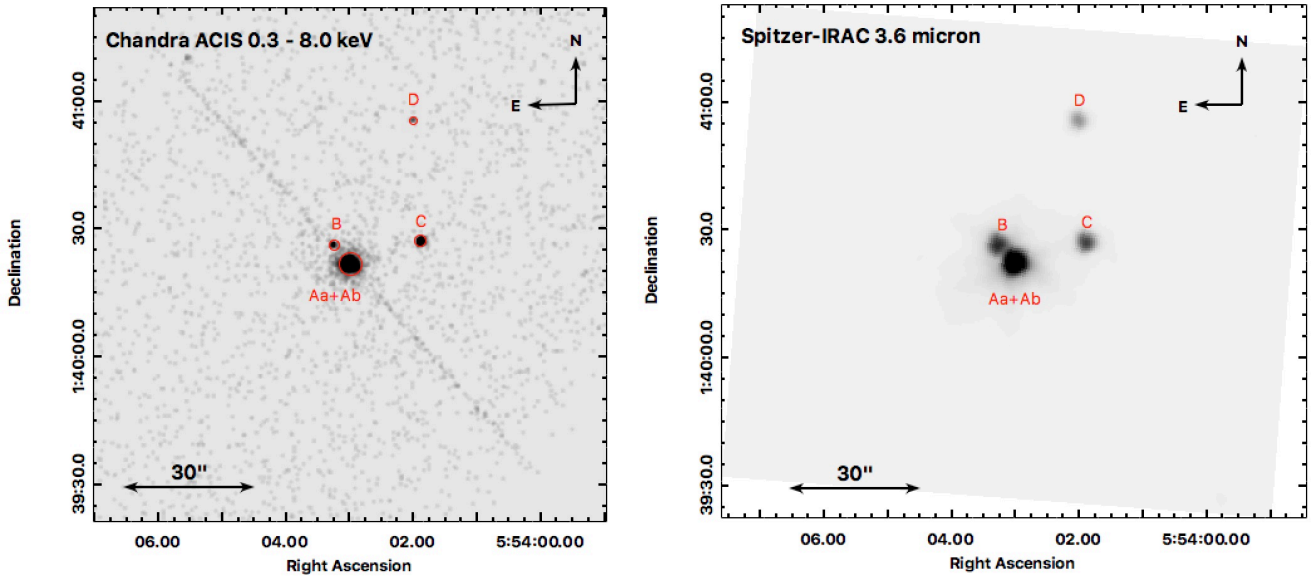 Chandra ACIS 0.3 - 8.0 keV
N
E
D
B
C
Aa+Ab
30"
41:00.0
30.0
1:40:00.0
39:30.0
Declination
06.00
04.00
02.00
5:54:00.00
Right Ascension
Spitzer-IRAC 3.6 micron
N
E
D
B
C
Aa+Ab
30"
41:00.0
30.0
1:40:00.0
39:30.0
Declination
06.00
04.00
02.00
5:54:00.00
Right Ascension